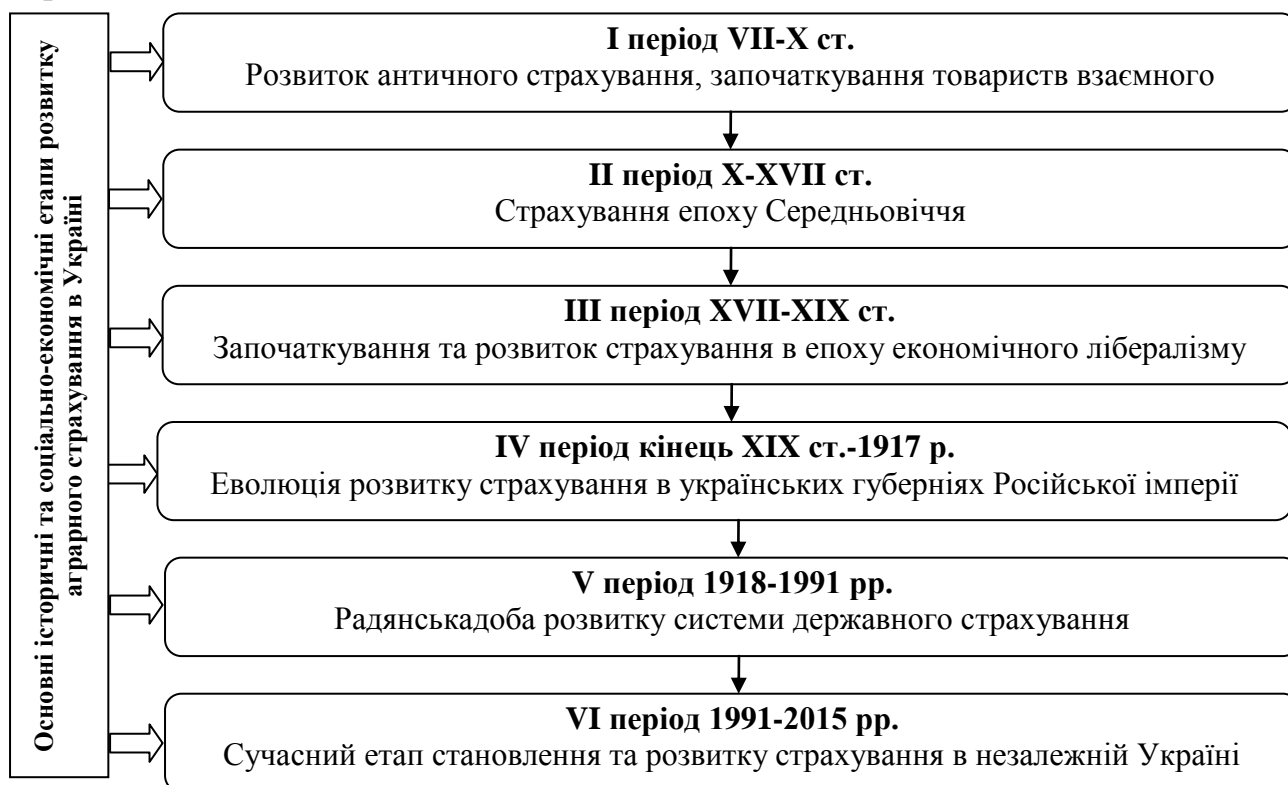 Основні історичні та соціально-економічні етапи розвитку
аграрного страхування в Україні
I період VII-X ст.
Розвиток античного страхування, започаткування товариств взаємного
II період X-XVII ст.
Страхування епоху Середньовіччя
III період XVII-XIX ст.
Започаткування та розвиток страхування в епоху економічного лібералізму
IV період кінець XIX ст.-1917 р.
Еволюція розвитку страхування в українських губерніях Російської імперії
V період 1918-1991 рр.
Радянськадоба розвитку системи державного страхування
VI період 1991-2015 рр.
Сучасний етап становлення та розвитку страхування в незалежній Україні